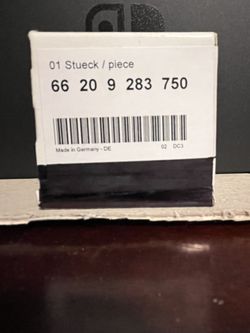 01 Stueck / piece
66 20 9 283 750
Made in Germany - DE 02 DC3